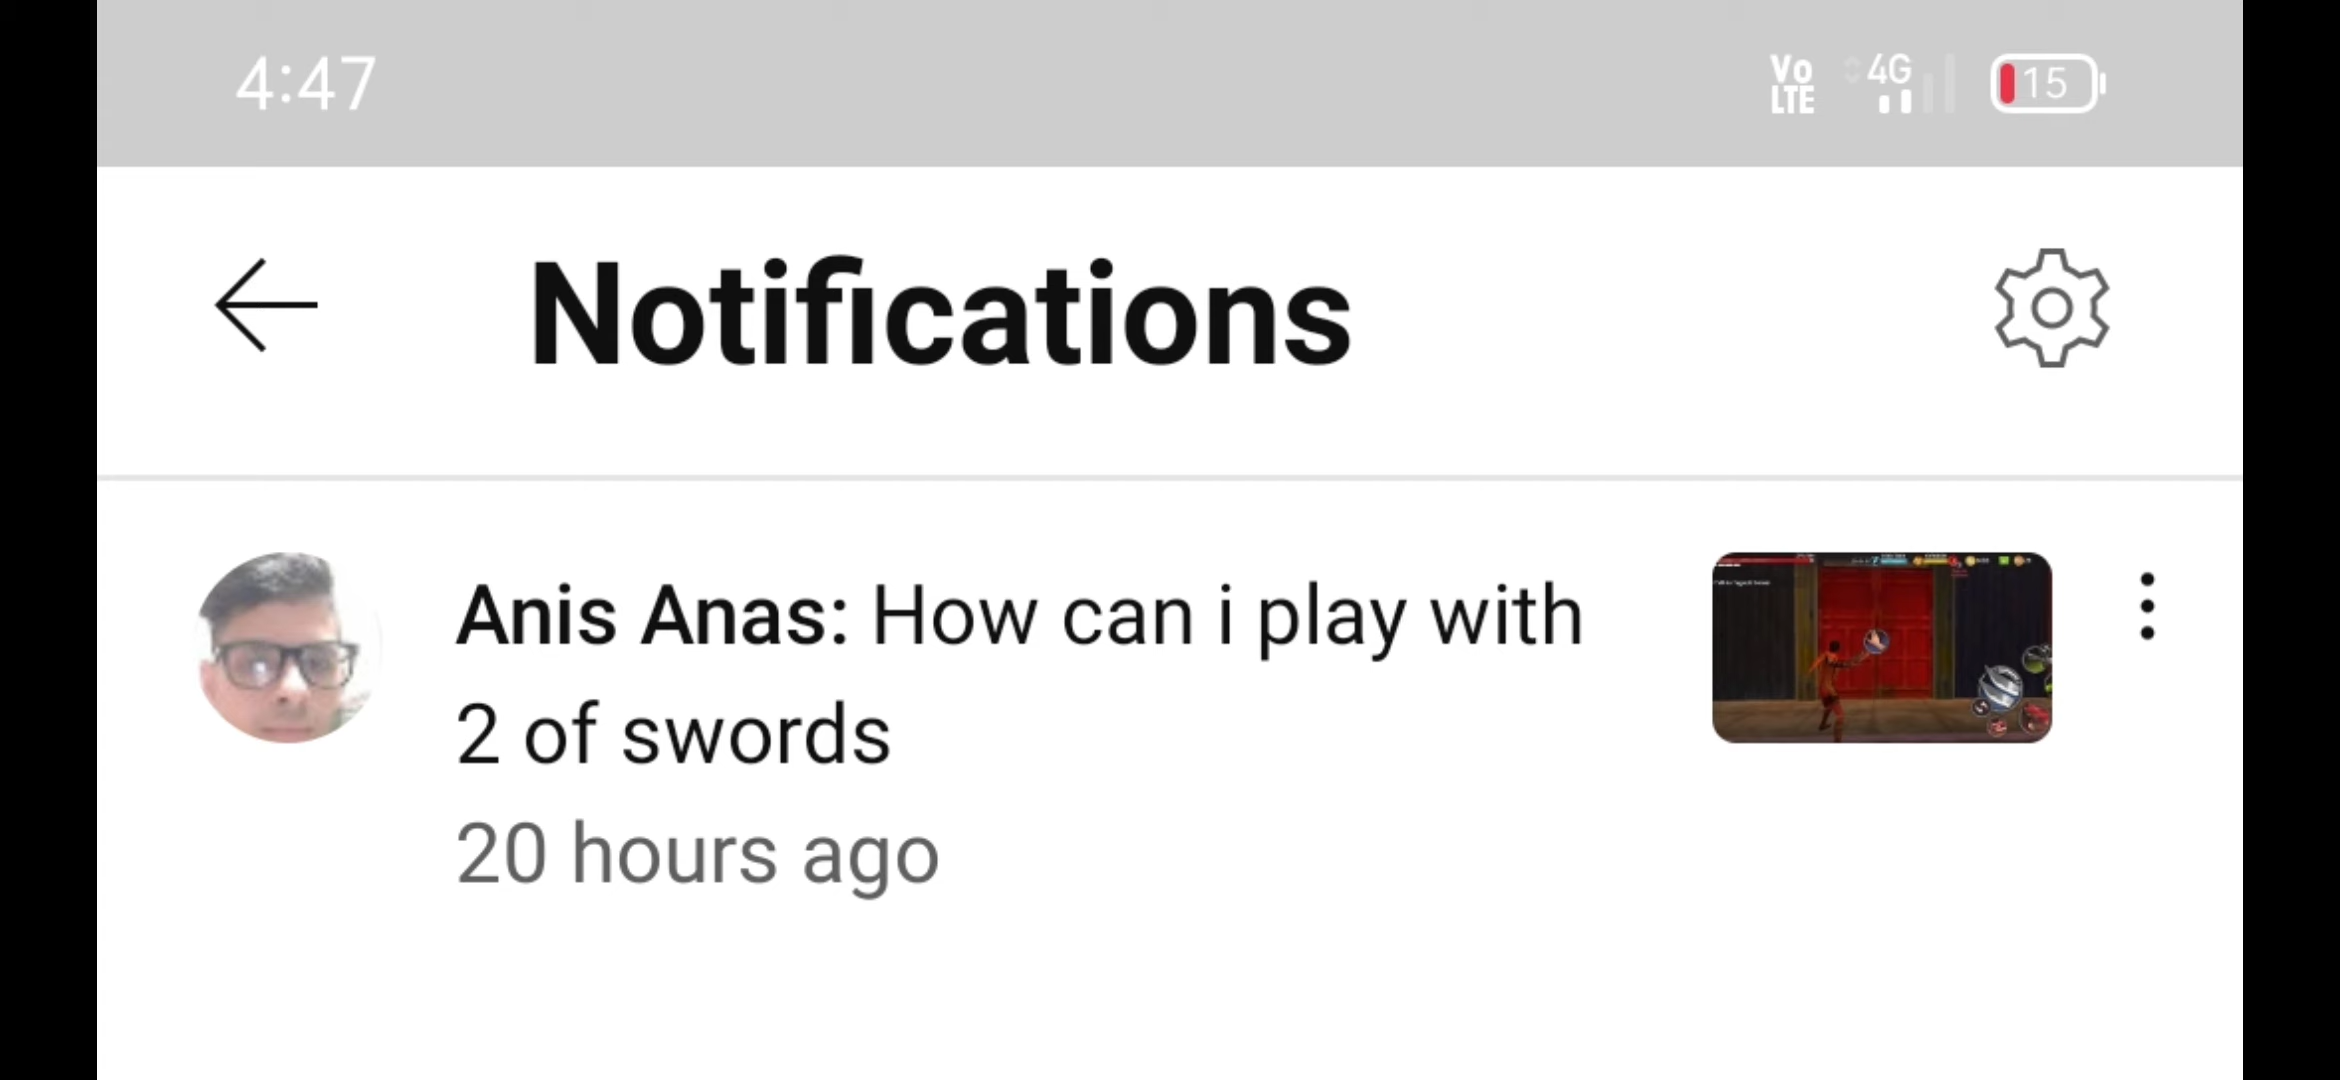 4:47
Vo
LTE
4G
15
Notifications
Anis Anas: How can i play with
2 of swords
20 hours ago